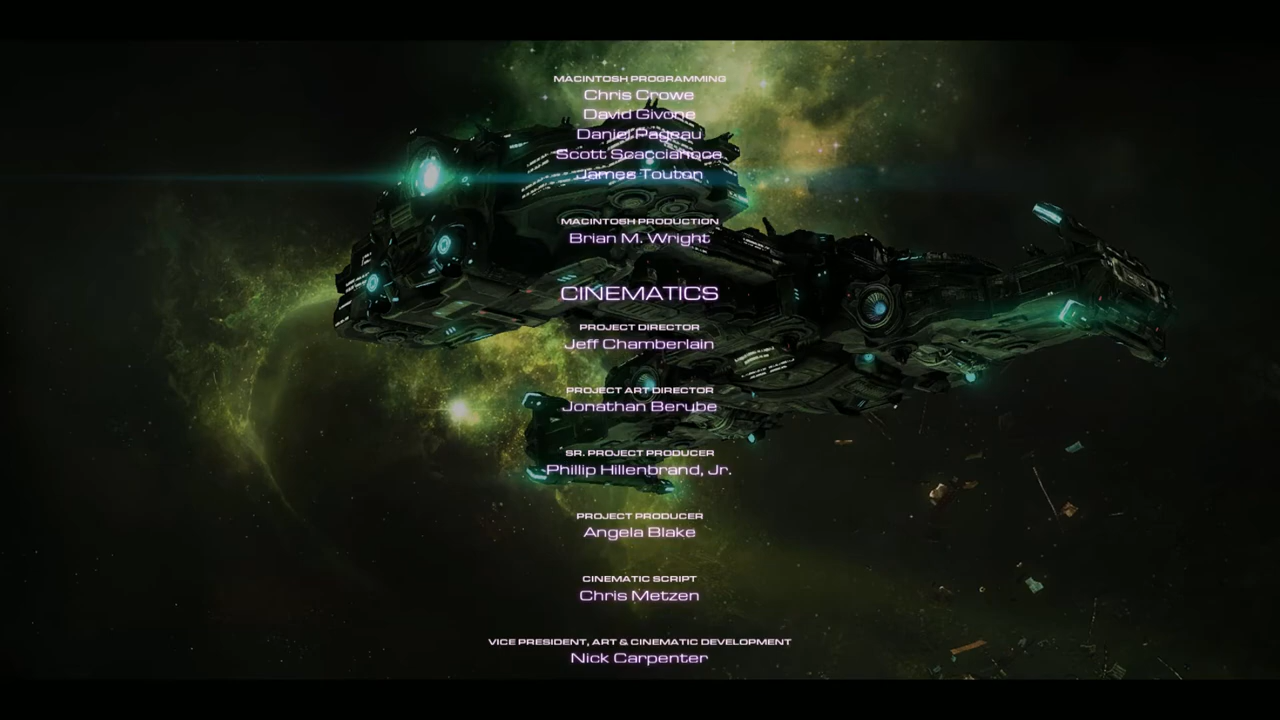 MACINTOSH PROGRAMMING
Chris Crowe
David Givone
Daniel Pageau
Scott Scaccianoce
James Touton
MACINTOSH PRODUCTION
Brian M. Wright
CINEMATICS
PROJECT DIRECTOR
Jeff Chamberlain
PROJECT ART DIRECTOR
Jonathan Berube
SR. PROJECT PRODUCER
Phillip Hillenbrand, Jr.
PROJECT PRODUCER
Angela Blake
CINEMATIC SCRIPT
Chris Metzen
VICE PRESIDENT, ART & CINEMATIC DEVELOPMENT
Nick Carpenter